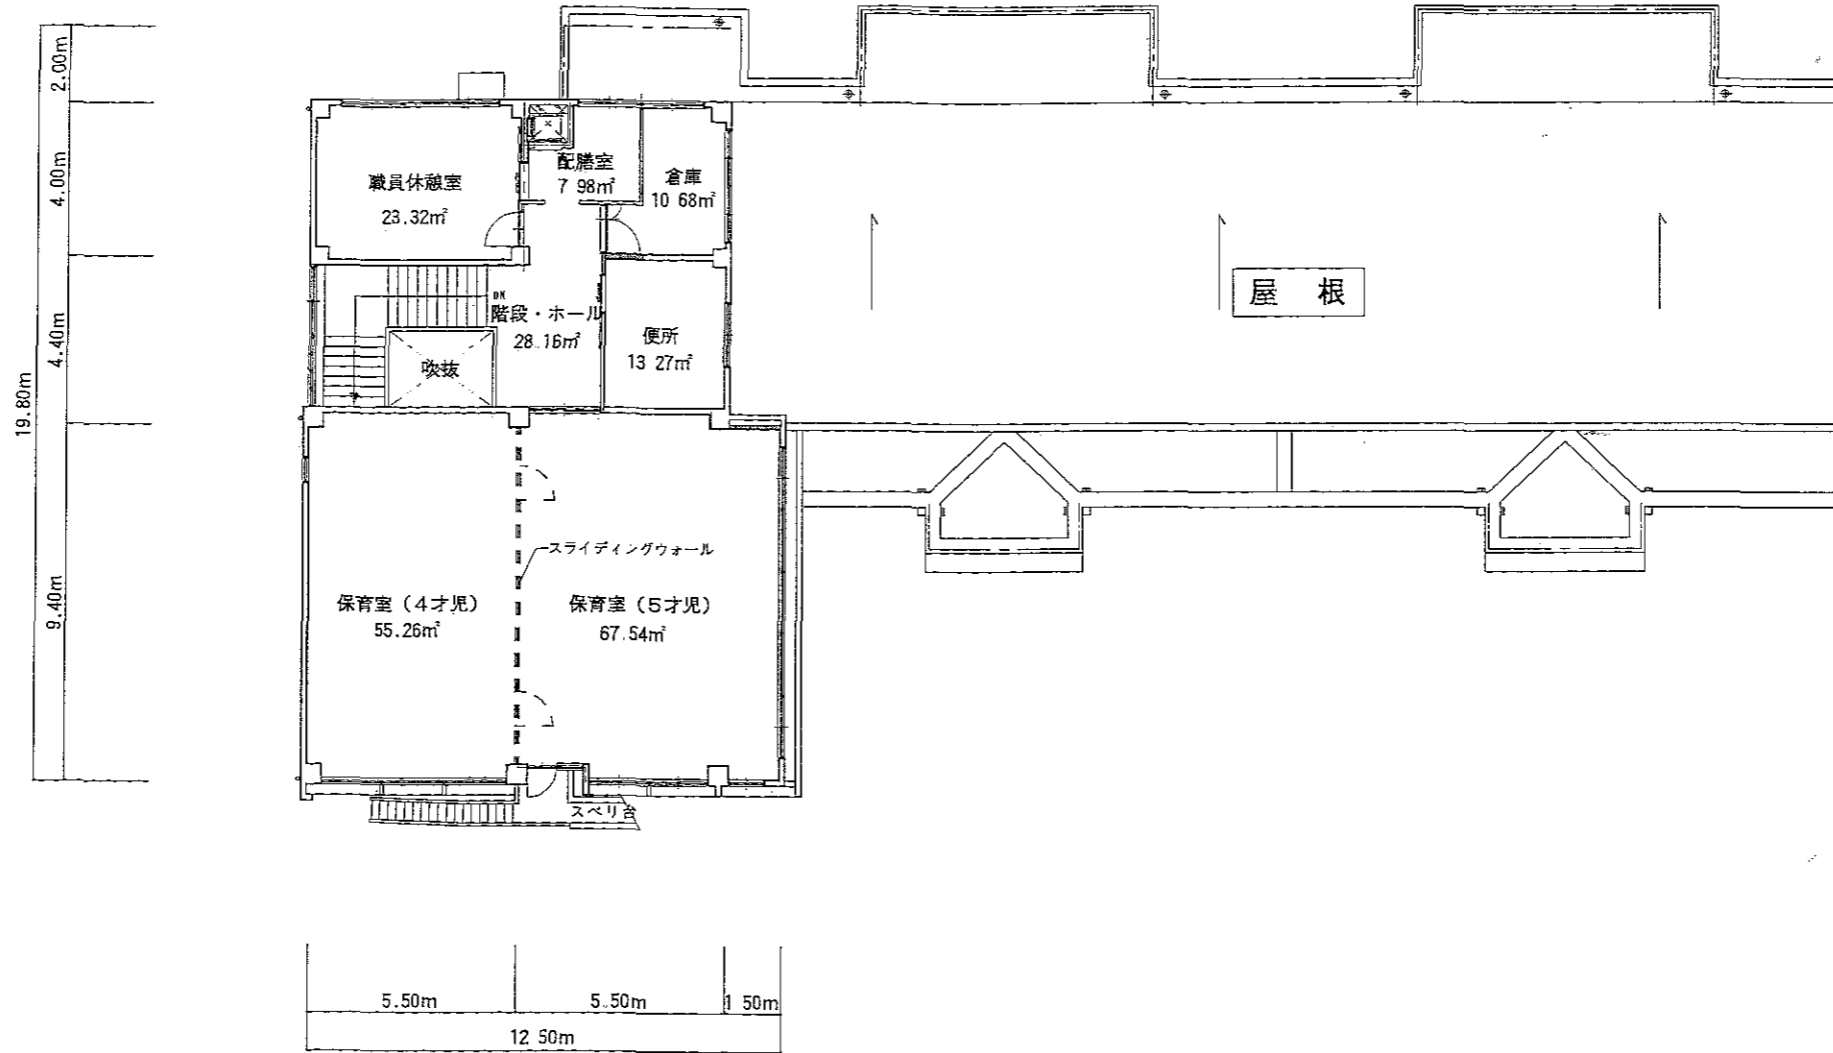 2.00m
4.00m
4.40m
19.80m
9.40m
職員休憩室
23.32㎡
配膳室
7 98㎡
倉庫
10 68㎡
DN
階段・ホール
28.16㎡
吹抜
便所
13 27㎡
屋 根
スライディングウォール
保育室（4才児）
55.26㎡
保育室（5才児）
67.54㎡
スベリ台
5.50m
5.50m
1 50m
12 50m